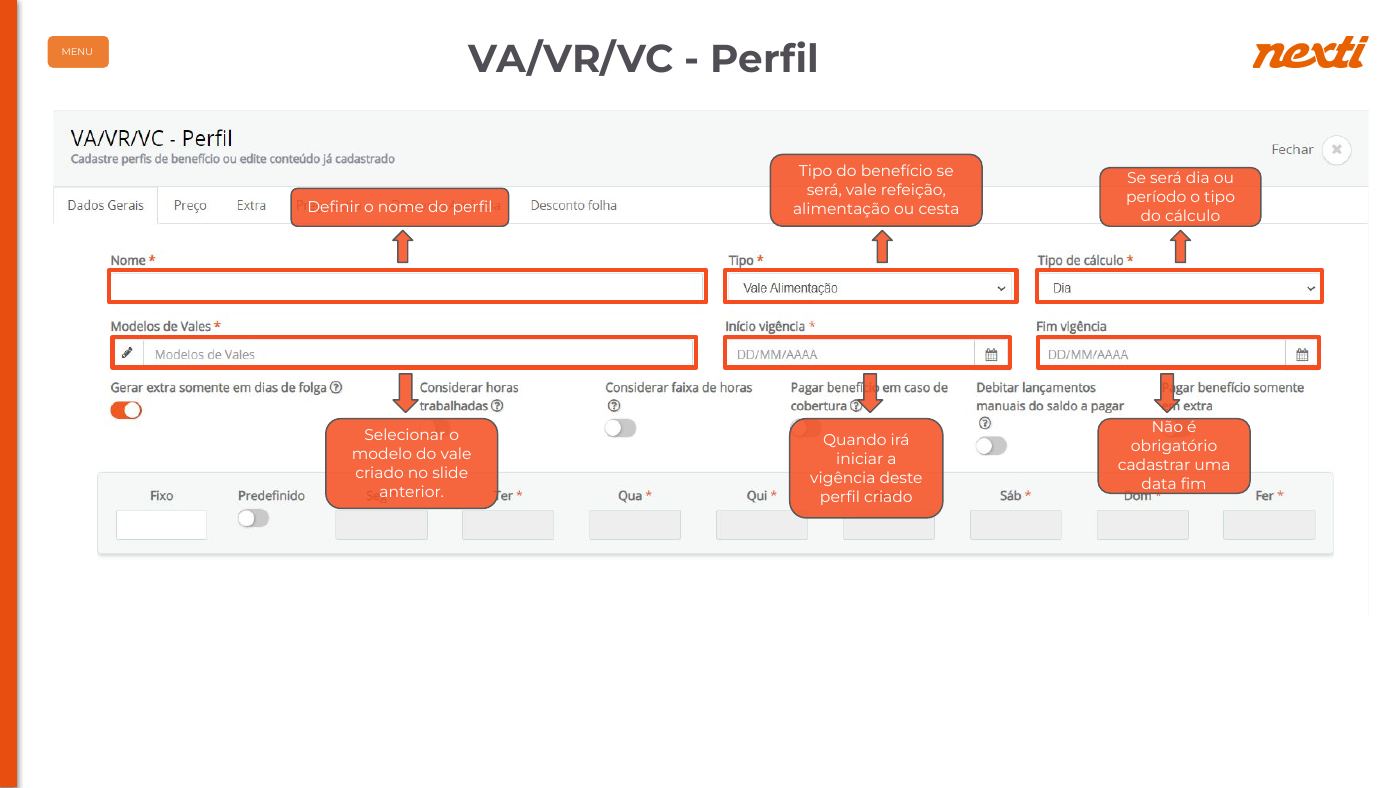 MENU
VA/VR/VC - Perfil
nexti
VA/VR/VC - Perfil
Cadastre perfis de benefício ou edite conteúdo já cadastrado
Fechar
Tipo do benefício se
será, vale refeição,
alimentação ou cesta
Se será dia ou
período o tipo
do cálculo
Dados Gerais
Preço
Extra
Definir o nome do perfil
Desconto folha
Nome *
Tipo *
Tipo de cálculo *
Vale Alimentação
Dia
Modelos de Vales *
Início vigência *
Fim vigência
Modelos de Vales
DD/MM/AAAA
DD/MM/AAAA
Gerar extra somente em dias de folga ?
Considerar horas
trabalhadas ?
Considerar faixa de horas
?
Pagar benefício em caso de
cobertura ?
Debitar lançamentos
manuais do saldo a pagar
?
Pagar benefício somente
em extra
Selecionar o
modelo do vale
criado no slide
anterior.
Quando irá
iniciar a
vigência deste
perfil criado
Não é
obrigatório
cadastrar uma
data fim
Fixo
Predefinido
Seg
Ter *
Qua *
Qui *
Sáb *
Dom *
Fer *